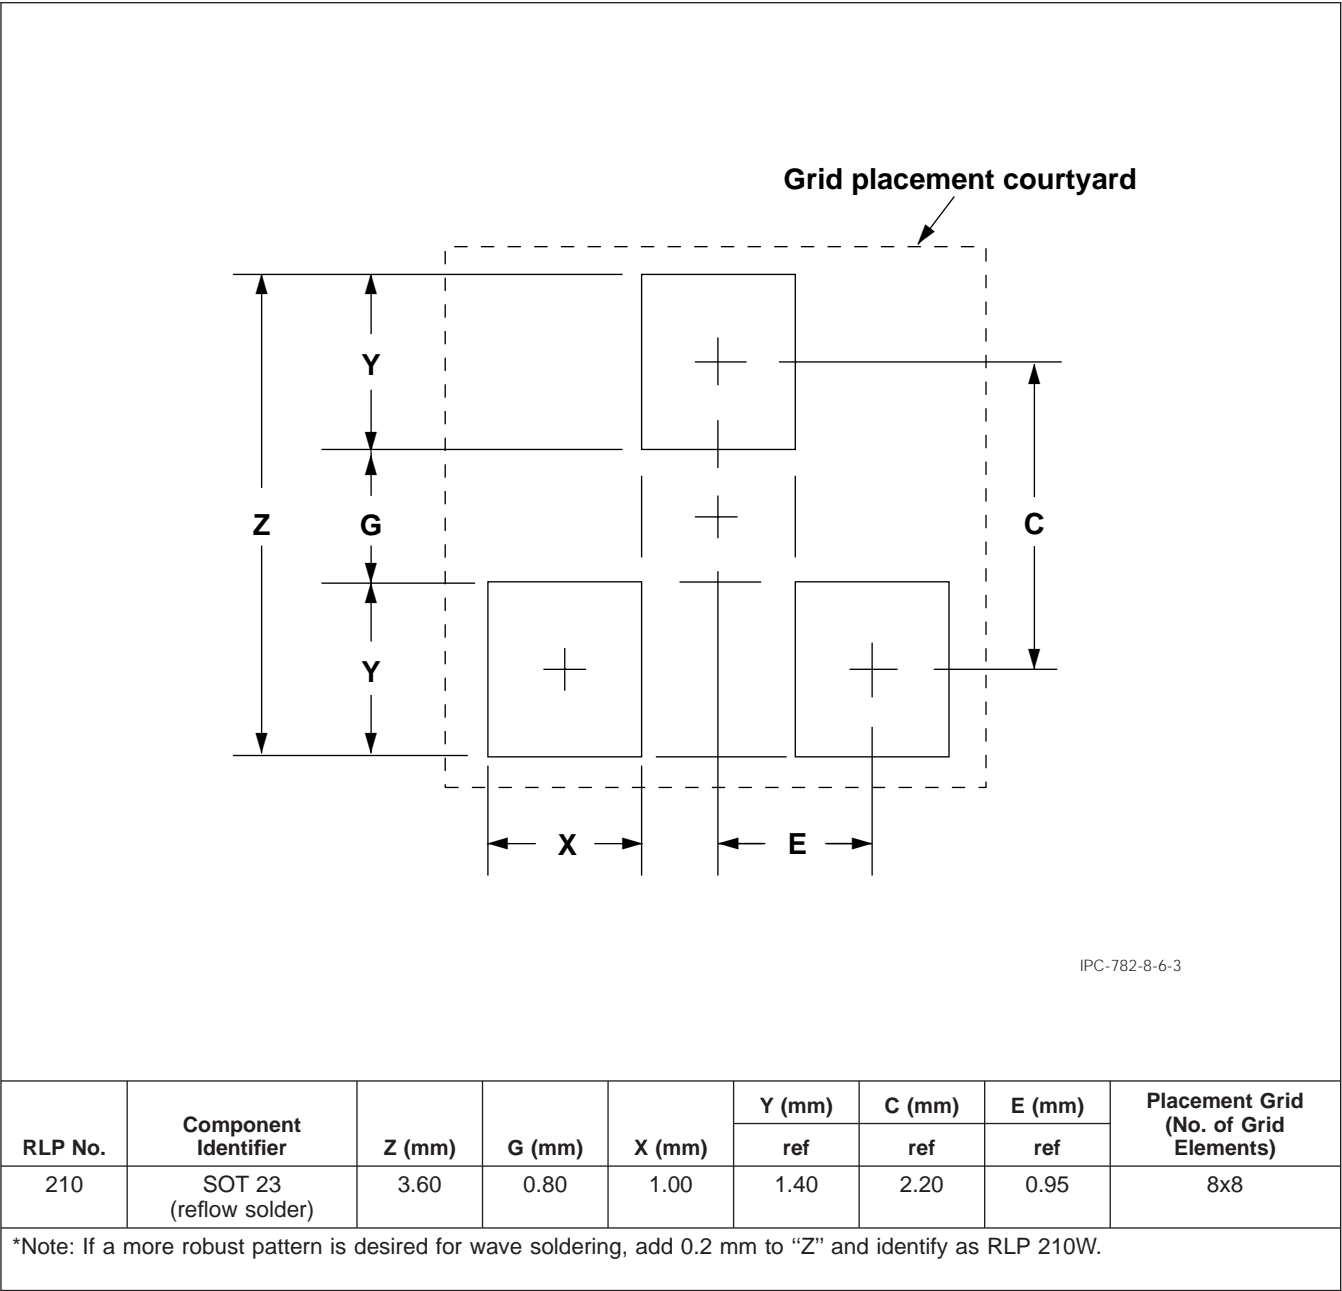 Grid placement courtyard
Y
Z
G
C
Y
X
E
IPC-782-8-6-3
RLP No.
Component
Identifier
Z (mm)
G (mm)
X (mm)
Y (mm)
ref
C (mm)
ref
E (mm)
ref
Placement Grid
(No. of Grid
Elements)
210
SOT 23
(reflow solder)
3.60
0.80
1.00
1.40
2.20
0.95
8x8
*Note: If a more robust pattern is desired for wave soldering, add 0.2 mm to ‘‘Z’’ and identify as RLP 210W.